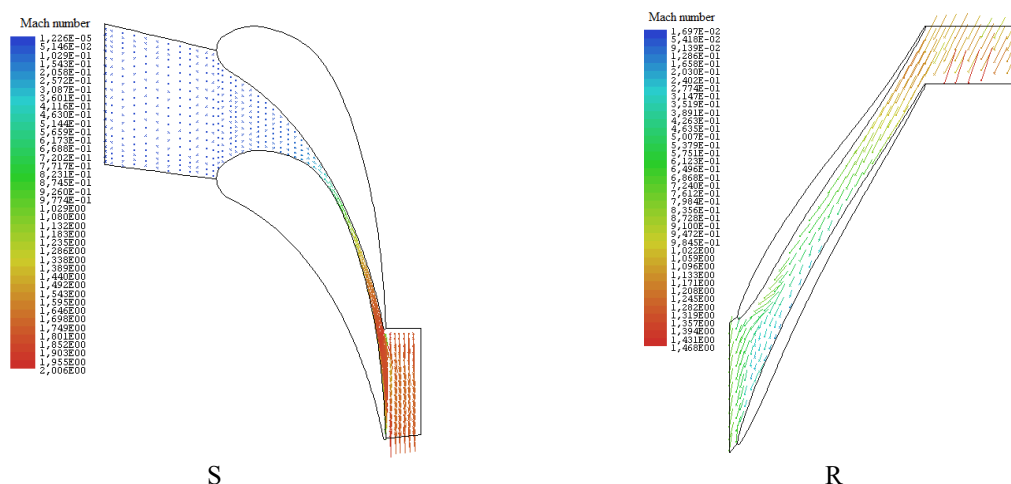 Mach number
1,226E-05
5,146E-02
1,029E-01
1,543E-01
2,058E-01
2,572E-01
3,087E-01
3,601E-01
4,116E-01
4,630E-01
5,144E-01
5,659E-01
6,173E-01
6,688E-01
7,202E-01
7,717E-01
8,231E-01
8,745E-01
9,260E-01
9,774E-01
1,029E00
1,080E00
1,132E00
1,183E00
1,235E00
1,286E00
1,338E00
1,389E00
1,440E00
1,492E00
1,543E00
1,595E00
1,646E00
1,698E00
1,749E00
1,801E00
1,852E00
1,903E00
1,955E00
2,006E00
S
Mach number
1,697E-02
5,418E-02
9,139E-02
1,286E-01
1,658E-01
2,030E-01
2,402E-01
2,774E-01
3,147E-01
3,519E-01
3,891E-01
4,263E-01
4,635E-01
5,007E-01
5,379E-01
5,751E-01
6,123E-01
6,496E-01
6,868E-01
7,240E-01
7,612E-01
7,984E-01
8,356E-01
8,728E-01
9,100E-01
9,472E-01
9,845E-01
1,022E00
1,059E00
1,096E00
1,133E00
1,171E00
1,208E00
1,245E00
1,282E00
1,319E00
1,357E00
1,394E00
1,431E00
1,468E00
R